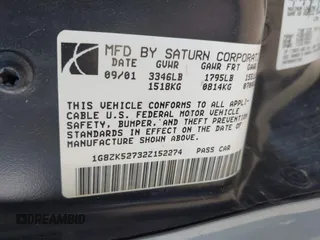 MFD BY SATURN CORPORAT
DATE GVWR GAWR FRT GAWR
09/01 3346LB 1795LB
1518KG 0814KG
THIS VEHICLE CONFORMS TO ALL APPLI-
CABLE U.S. FEDERAL MOTOR VEHICLE
SAFETY, BUMPER, AND THEFT PREVENTION
STANDARDS IN EFFECT ON THE DATE OF
MANUFACTURE SHOWN ABOVE.
1G8ZK52732Z152274 PASS CAR
DREAMBID